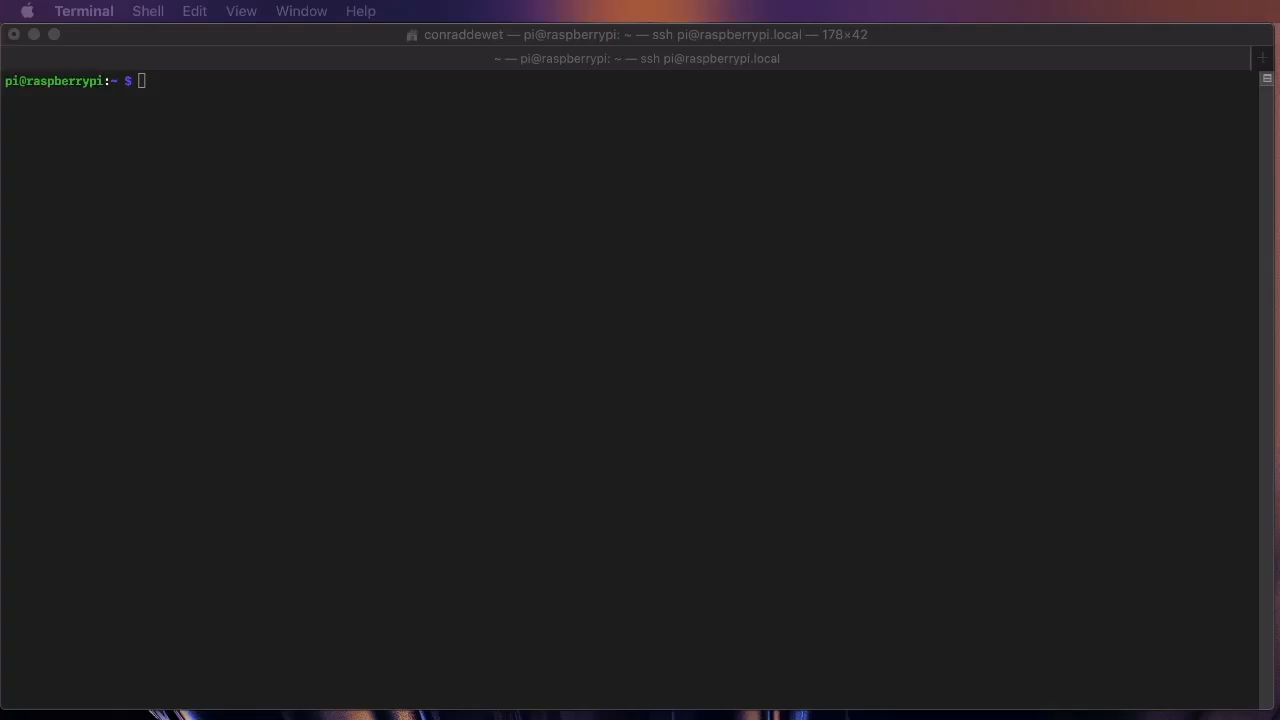 Terminal Shell Edit View Window Help
conraddewet — pi@raspberrypi: ~ — ssh pi@raspberrypi.local — 178×42
~ — pi@raspberrypi: ~ — ssh pi@raspberrypi.local
pi@raspberrypi:~ $